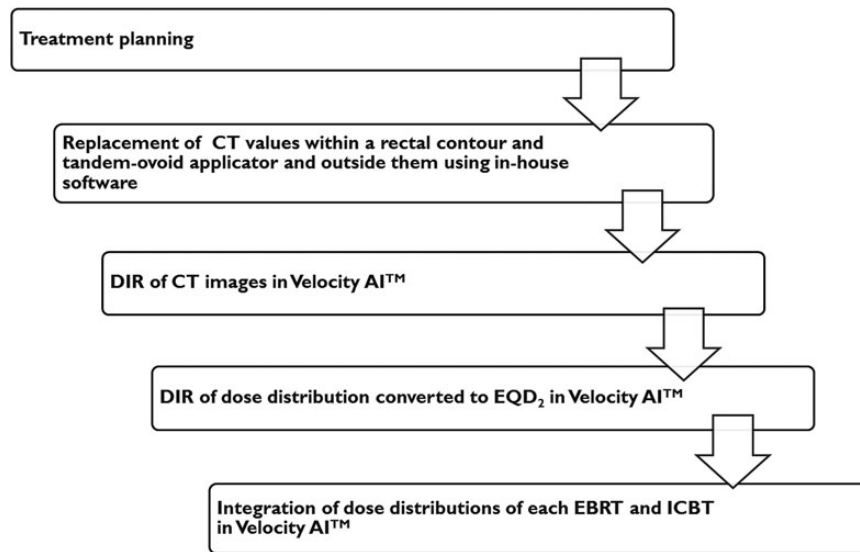 Treatment planning
Replacement of CT values within a rectal contour and
tandem-ovoid applicator and outside them using in-house
software
DIR of CT images in Velocity AI™
DIR of dose distribution converted to EQD₂ in Velocity AI™
Integration of dose distributions of each EBRT and ICBT
in Velocity AI™